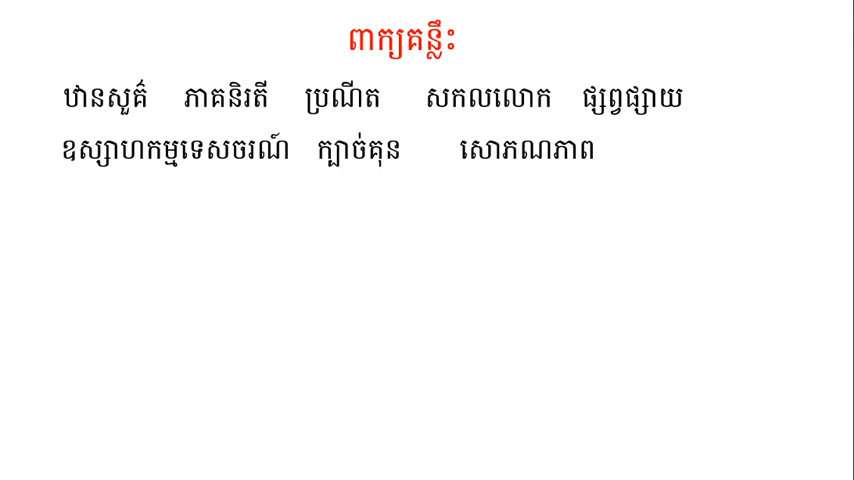 ពាក្យគន្លឹះ
ឋានសួគ៌ ភាគនិរតី ប្រណីត សកលលោក ផ្សព្វផ្សាយ
ឧស្សាហកម្មទេសចរណ៍ ក្បាច់គុន សោភណភាព